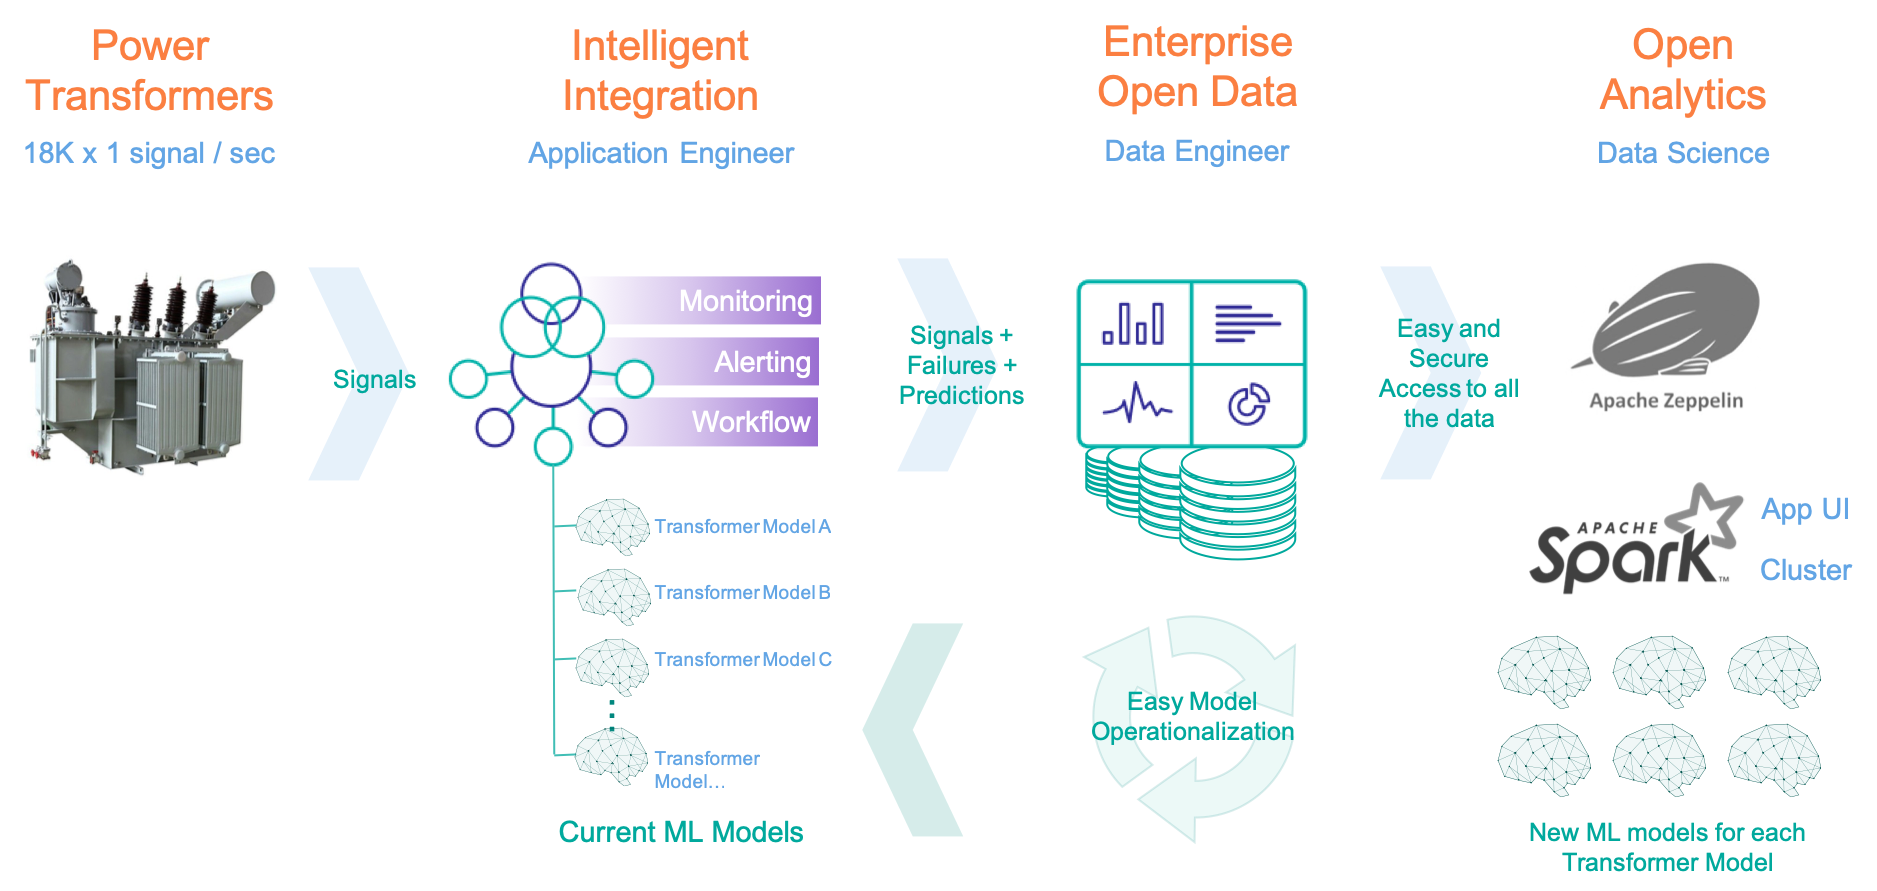 Power
Transformers
18K x 1 signal / sec
Intelligent
Integration
Application Engineer
Enterprise
Open Data
Data Engineer
Open
Analytics
Data Science
Signals
Monitoring
Alerting
Workflow
Signals +
Failures +
Predictions
Easy and
Secure
Access to all
the data
Apache Zeppelin
APACHE
Spark™
App UI
Cluster
Transformer Model A
Transformer Model B
Transformer Model C
Transformer
Model...
Current ML Models
Easy Model
Operationalization
New ML models for each
Transformer Model